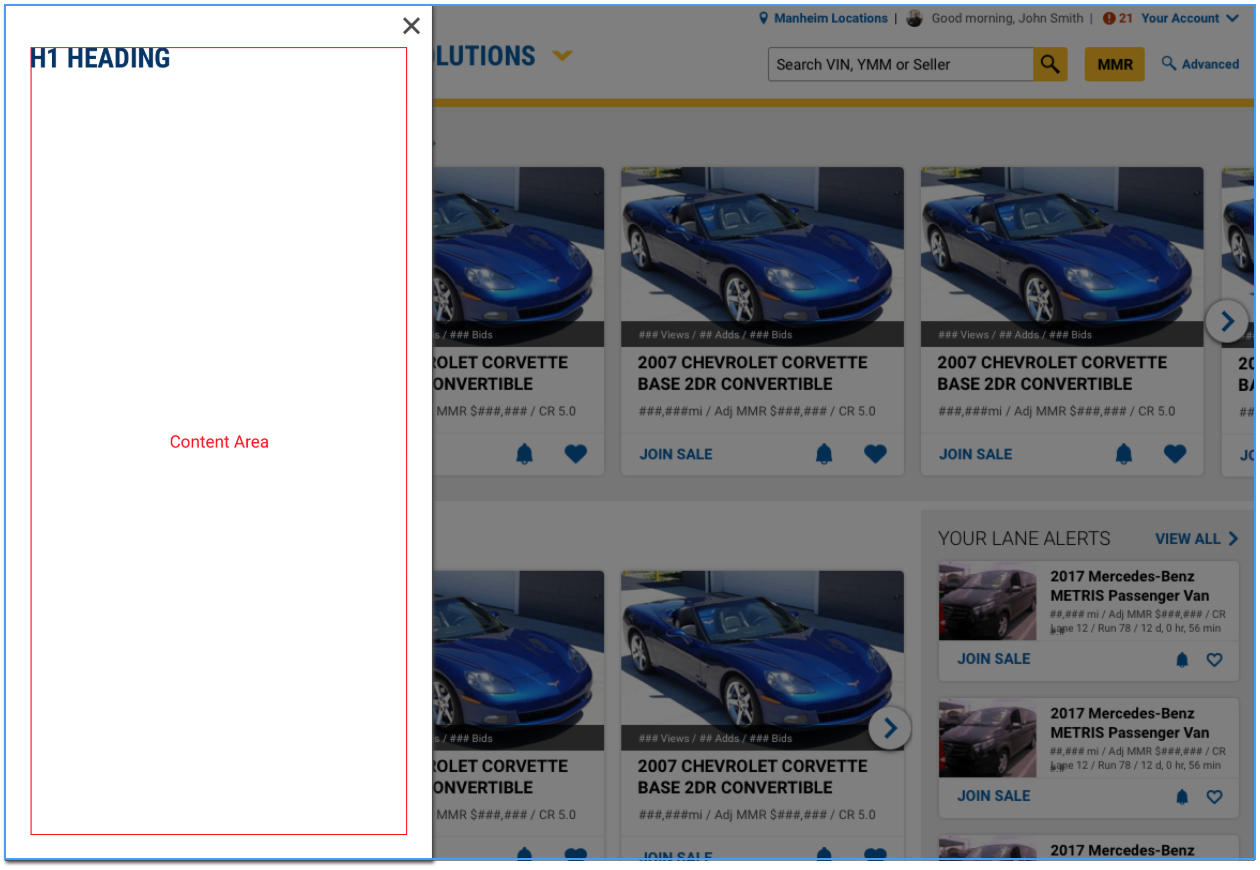 Manheim Locations | Good morning, John Smith | 21 Your Account
H1 HEADING
OLUTIONS
Search VIN, YMM or Seller
MMR
Advanced
Content Area
s / ### Bids
### Views / ## Adds / ### Bids
### Views / ## Adds / ### Bids
ROLET CORVETTE
ONVERTIBLE
MMR $###,### / CR 5.0
2007 CHEVROLET CORVETTE
BASE 2DR CONVERTIBLE
###,###mi / Adj MMR $###,### / CR 5.0
JOIN SALE
2007 CHEVROLET CORVETTE
BASE 2DR CONVERTIBLE
###,###mi / Adj MMR $###,### / CR 5.0
JOIN SALE
20
BA
##
JO
s / ### Bids
ROLET CORVETTE
ONVERTIBLE
MMR $###,### / CR 5.0
### Views / ## Adds / ### Bids
2007 CHEVROLET CORVETTE
BASE 2DR CONVERTIBLE
###,###mi / Adj MMR $###,### / CR 5.0
JOIN SALE
YOUR LANE ALERTS
VIEW ALL
2017 Mercedes-Benz
METRIS Passenger Van
##,### mi / Adj MMR $###,### / CR
#.#
Lane 12 / Run 78 / 12 d, 0 hr, 56 min
JOIN SALE
2017 Mercedes-Benz
METRIS Passenger Van
##,### mi / Adj MMR $###,### / CR
#.#
Lane 12 / Run 78 / 12 d, 0 hr, 56 min
JOIN SALE
2017 Mercedes-Benz